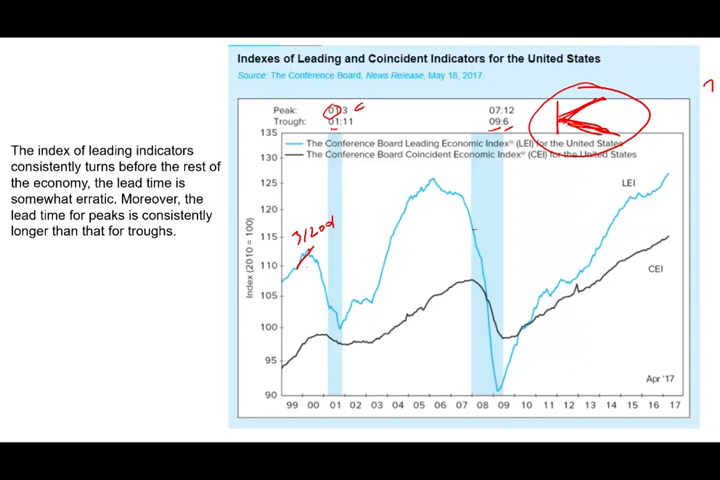 Indexes of Leading and Coincident Indicators for the United States
Source: The Conference Board, News Release, May 18, 2017.
Peak: 01:3 07:12
Trough: 01:11 09:6
K
The index of leading indicators
consistently turns before the rest of
the economy, the lead time is
somewhat erratic. Moreover, the
lead time for peaks is consistently
longer than that for troughs.
135
The Conference Board Leading Economic Index® (LEI) for the United States
The Conference Board Coincident Economic Index® (CEI) for the United States
130
125
LEI
120
3/2001
115
110
CEI
105
100
95
Apr '17
90
Index (2010 = 100)
99 00 01 02 03 04 05 06 07 08 09 10 11 12 13 14 15 16 17